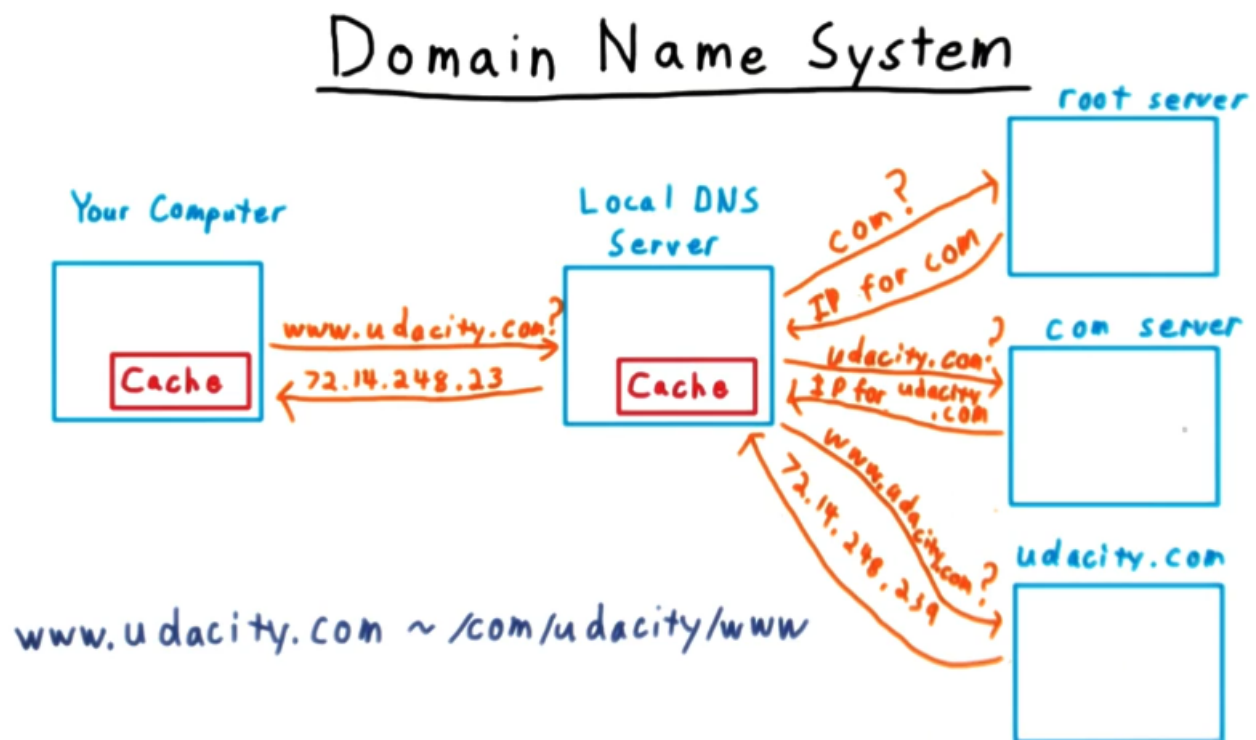 Domain Name System
root server
Your Computer
Local DNS
Server
com?
IP for com
www.udacity.com?
72.14.248.23
Cache
Cache
com server
udacity.com?
IP for udacity
.com
www.udacity.com?
72.14.248.239
udacity.com
www.udacity.com ~ /com/udacity/www